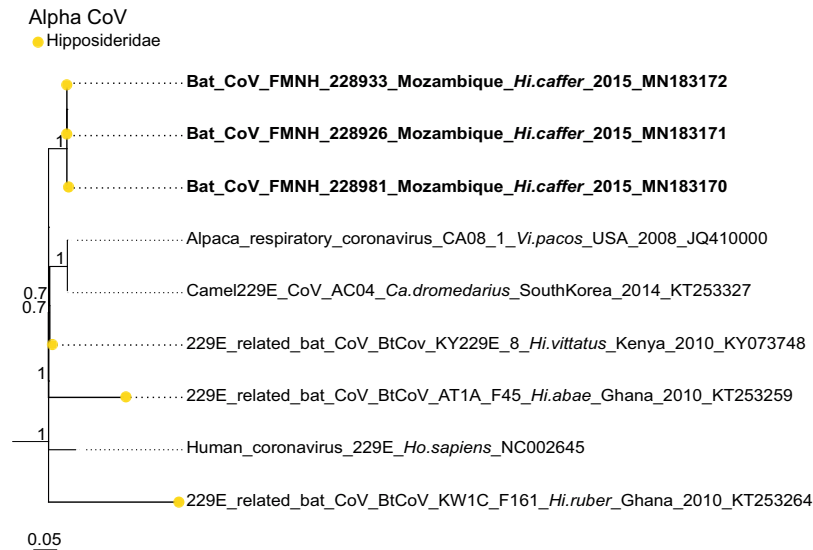 Alpha CoV
Hipposideridae
Bat_CoV_FMNH_228933_Mozambique_Hi.caffer_2015_MN183172
1
Bat_CoV_FMNH_228926_Mozambique_Hi.caffer_2015_MN183171
Bat_CoV_FMNH_228981_Mozambique_Hi.caffer_2015_MN183170
Alpaca_respiratory_coronavirus_CA08_1_Vi.pacos_USA_2008_JQ410000
1
Camel229E_CoV_AC04_Ca.dromedarius_SouthKorea_2014_KT253327
0.7
0.7
229E_related_bat_CoV_BtCov_KY229E_8_Hi.vittatus_Kenya_2010_KY073748
1
229E_related_bat_CoV_BtCoV_AT1A_F45_Hi.abae_Ghana_2010_KT253259
1
Human_coronavirus_229E_Ho.sapiens_NC002645
229E_related_bat_CoV_BtCoV_KW1C_F161_Hi.ruber_Ghana_2010_KT253264
0.05